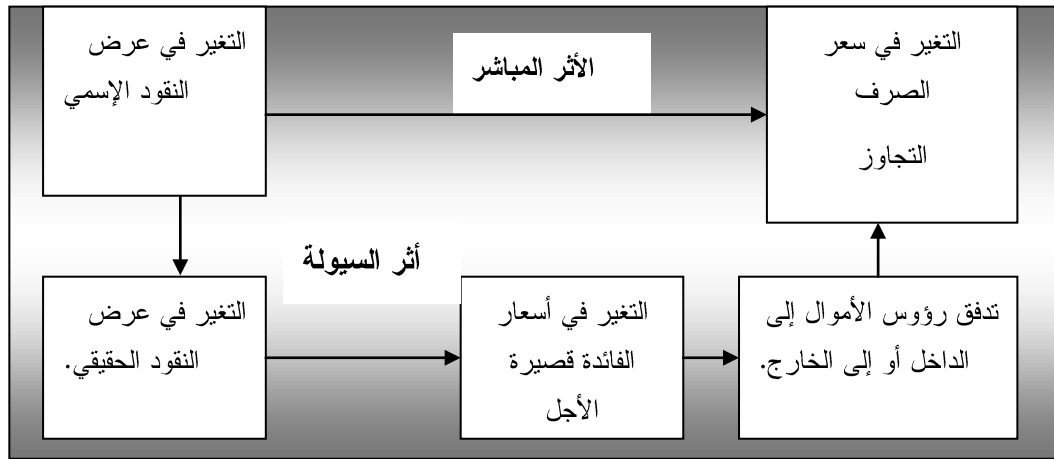 التغير في عرض
النقود الإسمي
الأثر المباشر
التغير في سعر
الصرف
التجاوز
أثر السيولة
التغير في عرض
النقود الحقيقي.
التغير في أسعار
الفائدة قصيرة
الأجل
تدفق رؤوس الأموال إلى
الداخل أو إلى الخارج.